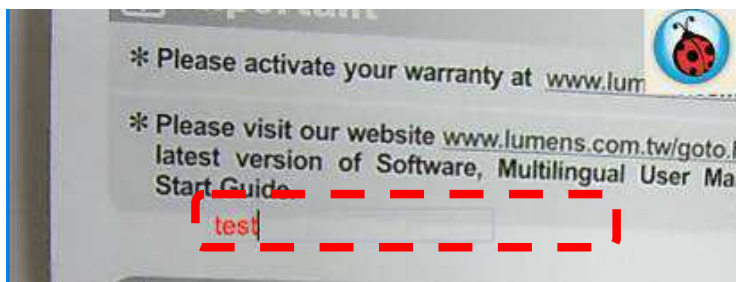 * Please activate your warranty at www.lum
* Please visit our website www.lumens.com.tw/goto.
latest version of Software, Multilingual User Ma
Start Guide.
test